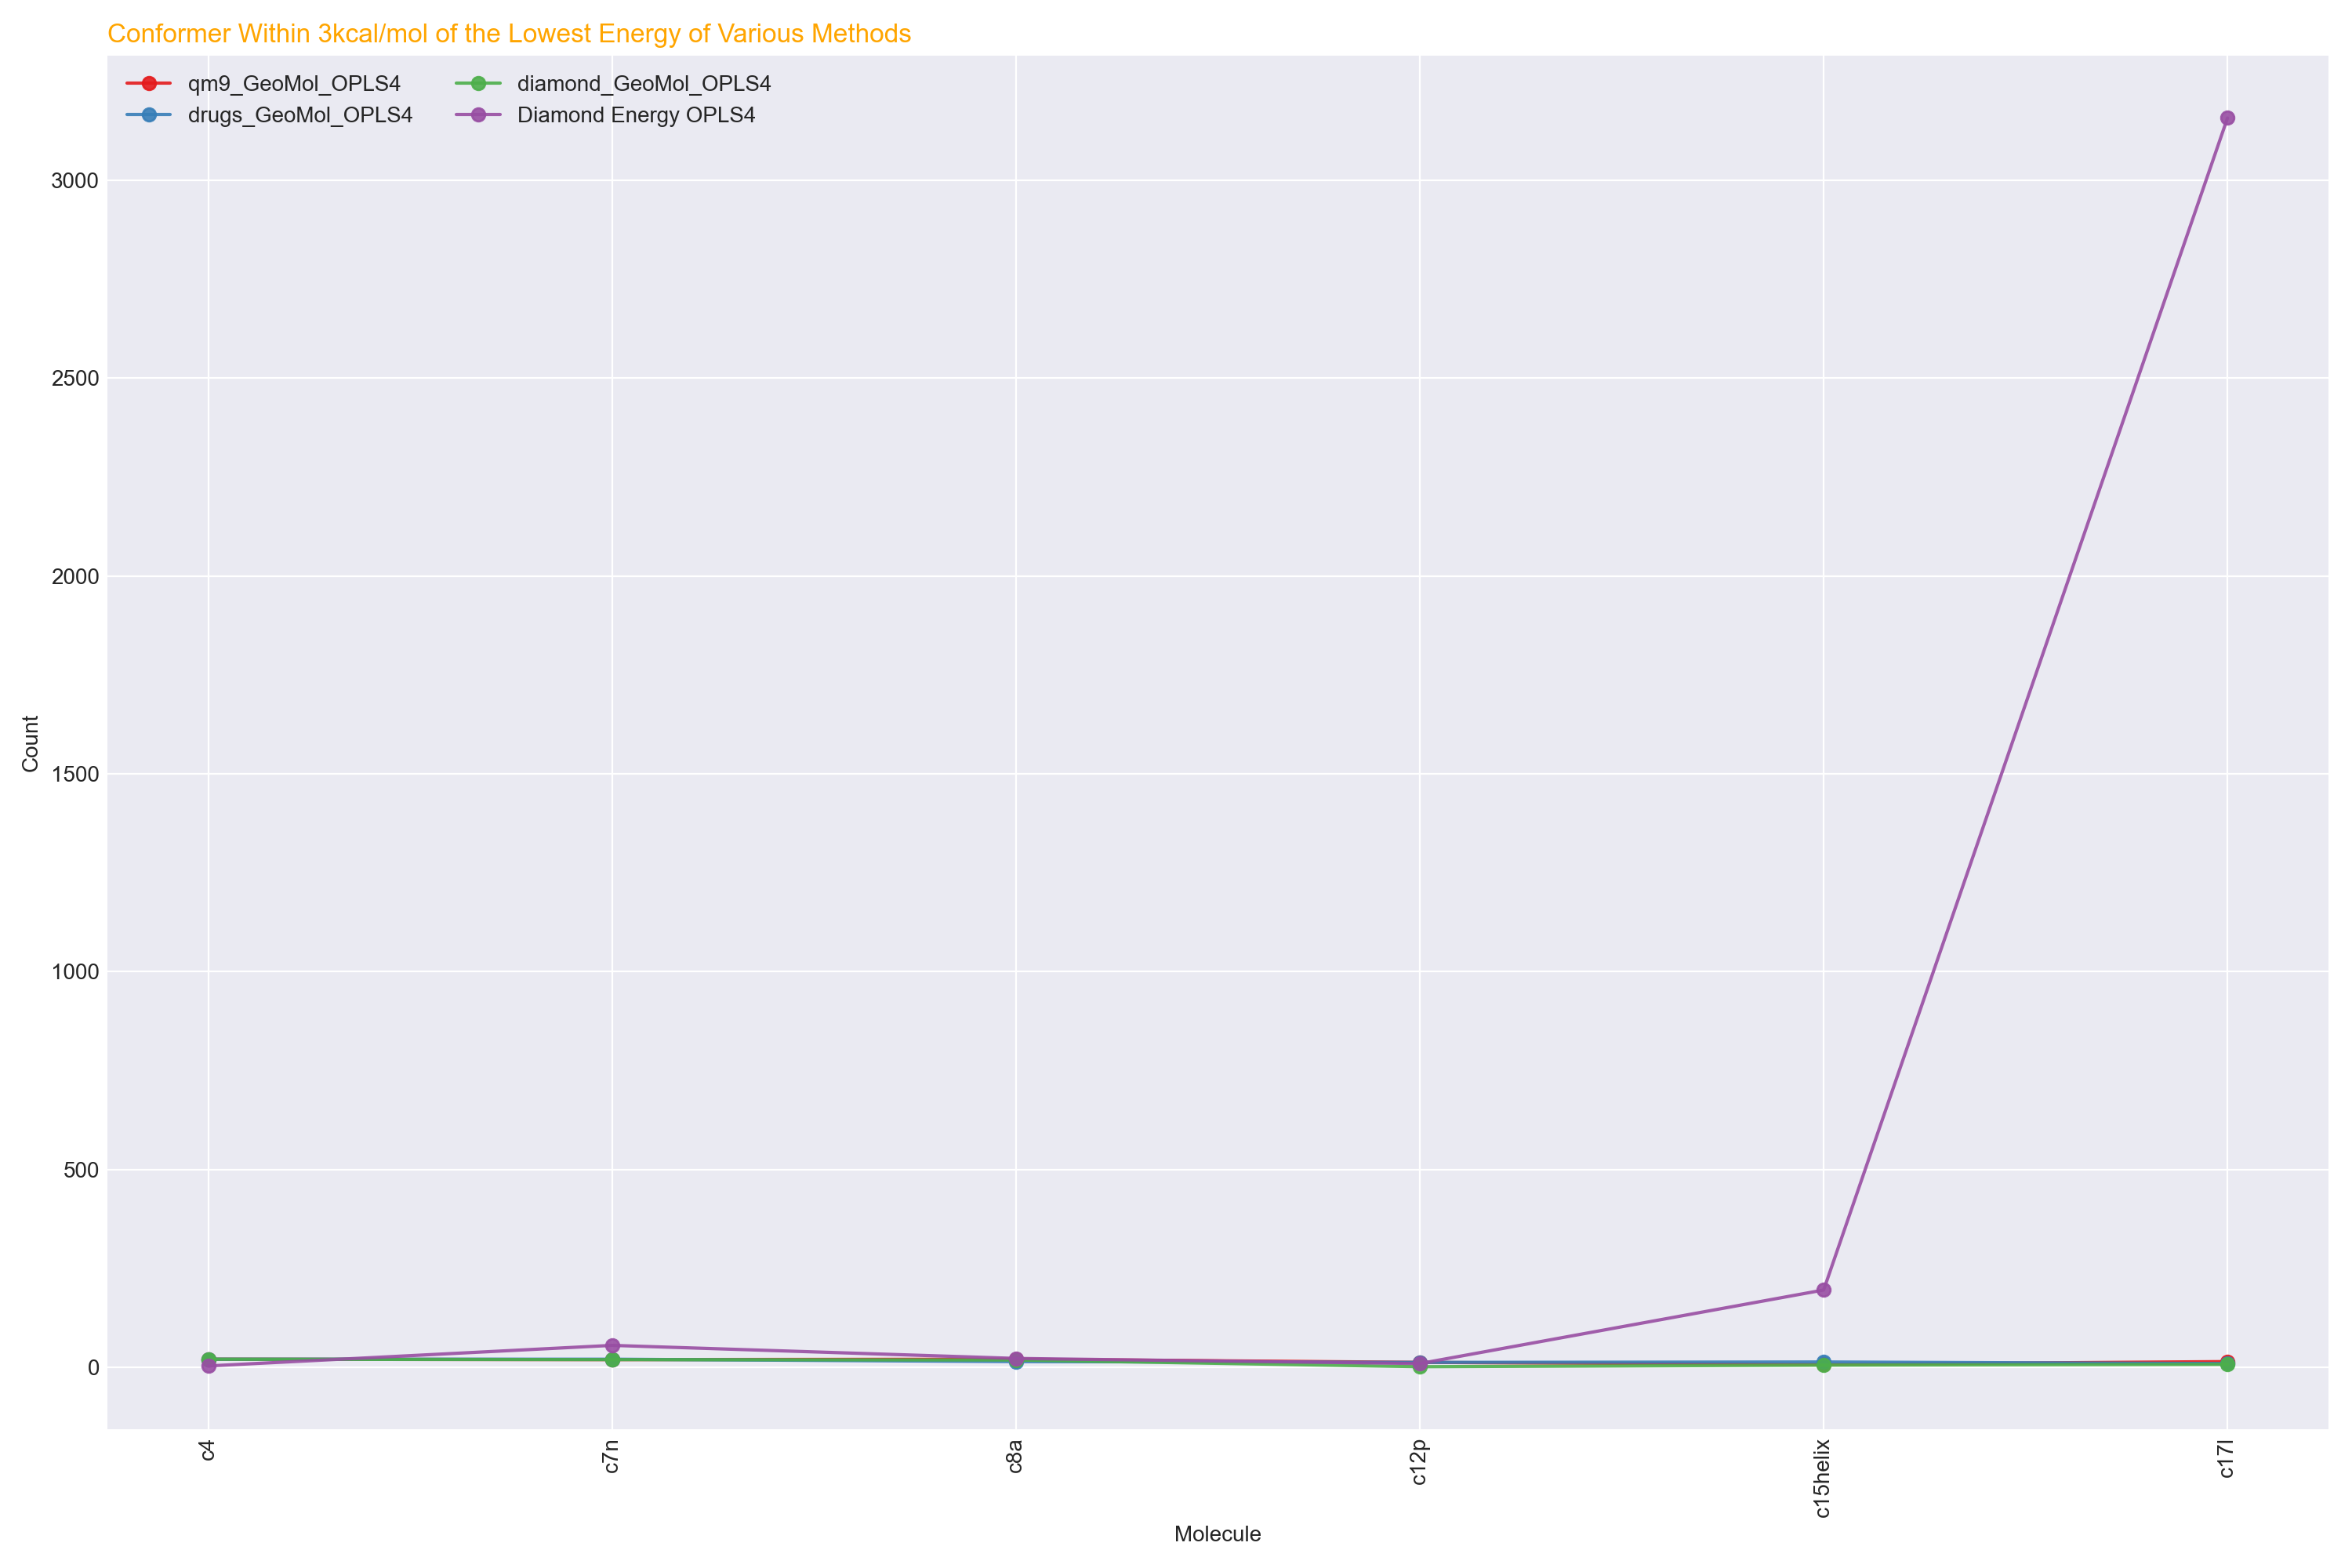 Conformer Within 3kcal/mol of the Lowest Energy of Various Methods
qm9_GeoMol_OPLS4
drugs_GeoMol_OPLS4
diamond_GeoMol_OPLS4
Diamond Energy OPLS4
3000
2500
2000
1500
1000
500
0
Count
c4
c7n
c8a
c12p
c15helix
c17l
Molecule